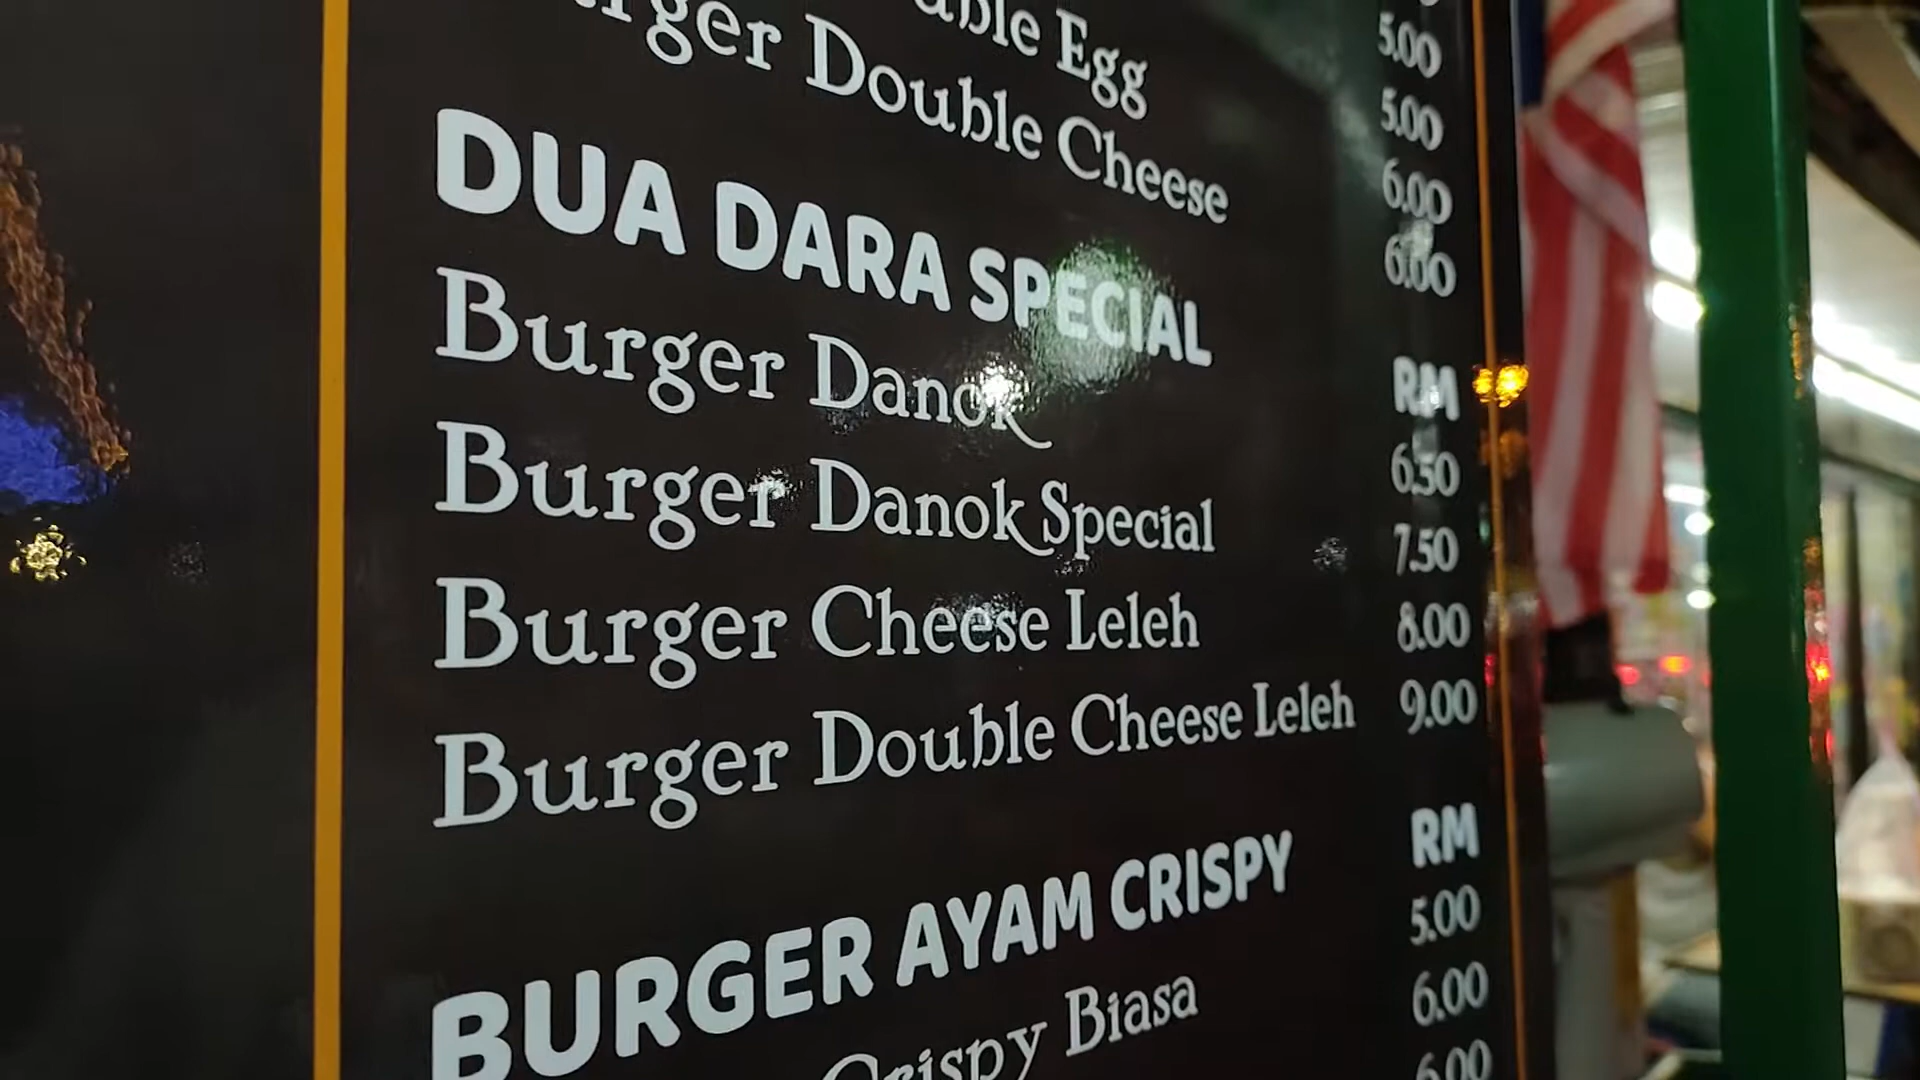 Egg 5.00
Double Cheese 5.00
6.00
6.00
DUA DARA SPECIAL RM
Burger Danok 6.50
Burger Danok Special 7.50
Burger Cheese Leleh 8.00
Burger Double Cheese Leleh 9.00
BURGER AYAM CRISPY RM
Crispy Biasa 5.00
6.00
6.00